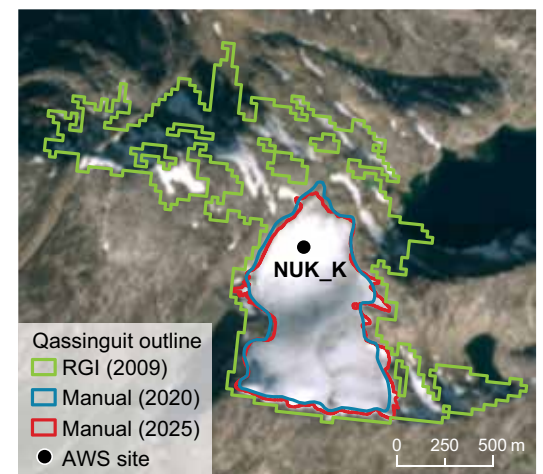 NUK_K
Qassinguit outline
RGI (2009)
Manual (2020)
Manual (2025)
AWS site
0 250 500 m